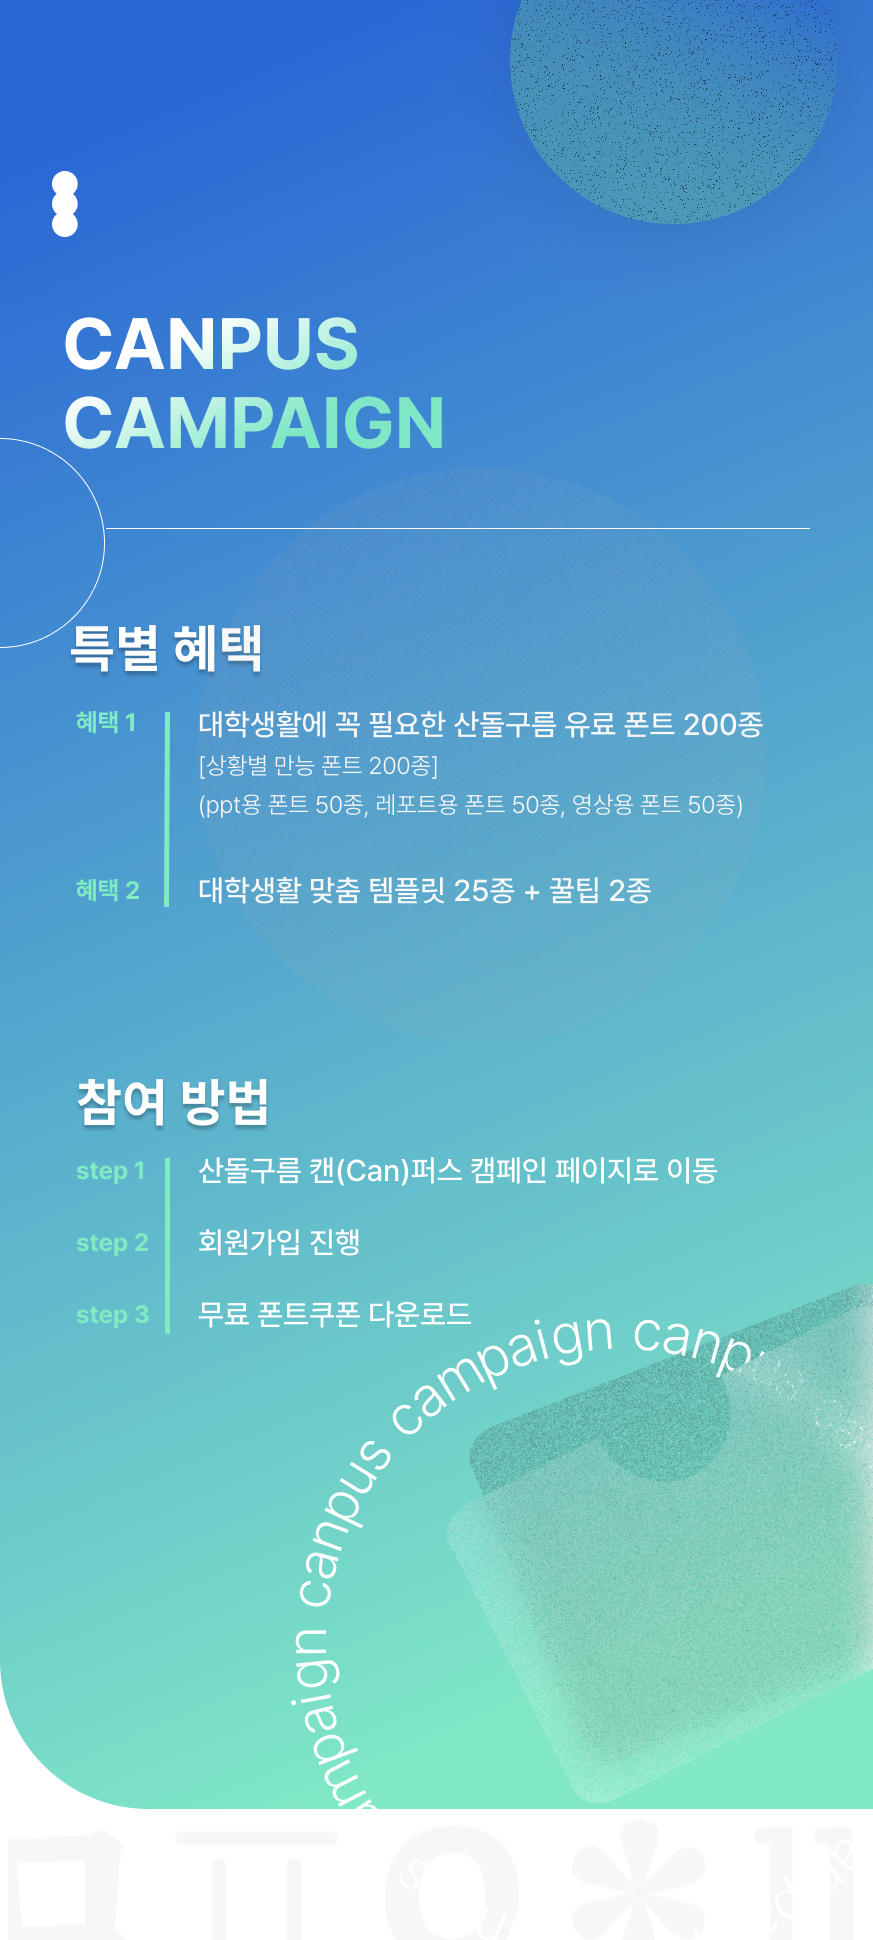 CANPUS
CAMPAIGN
특별 혜택
혜택 1
대학생활에 꼭 필요한 산돌구름 유료 폰트 200종
[상황별 만능 폰트 200종]
(ppt용 폰트 50종, 레포트용 폰트 50종, 영상용 폰트 50종)
혜택 2
대학생활 맞춤 템플릿 25종 + 꿀팁 2종
참여 방법
step 1
산돌구름 캔(Can)퍼스 캠페인 페이지로 이동
step 2
회원가입 진행
step 3
무료 폰트쿠폰 다운로드
mpaign canpus campaign canp